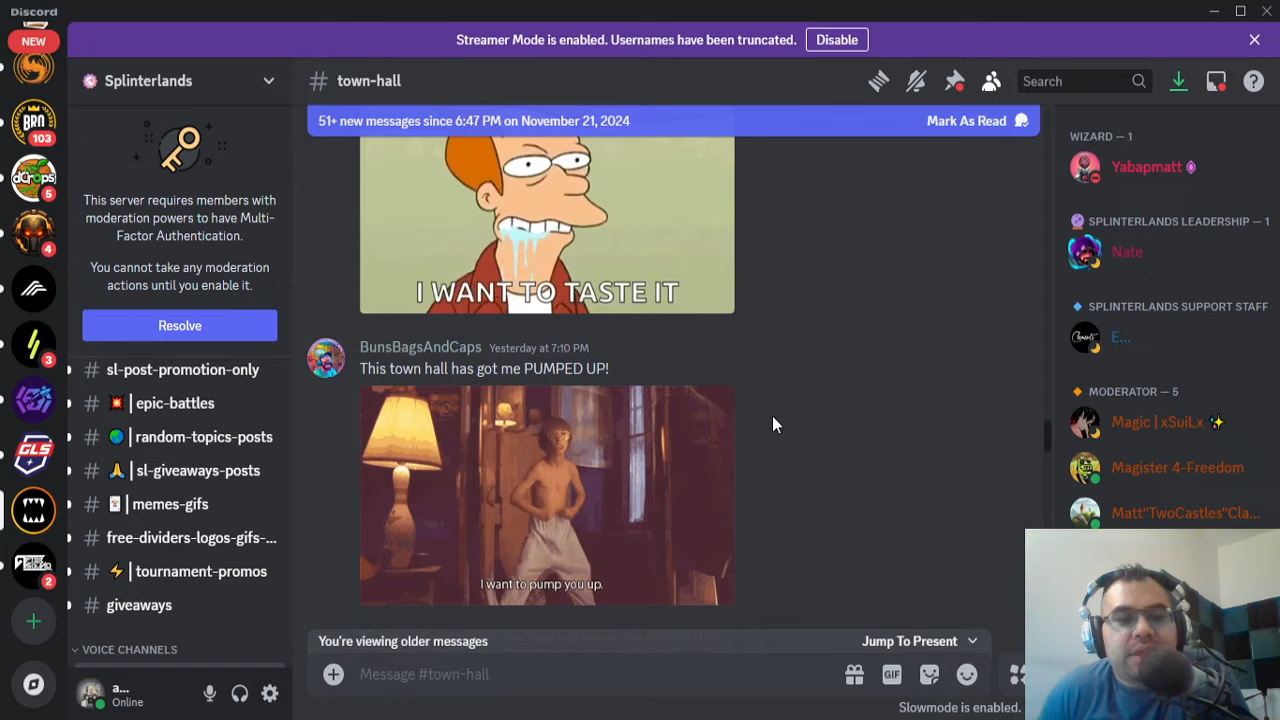 Discord
Streamer Mode is enabled. Usernames have been truncated.
Disable
NEW
BRN
103
dCrops
5
4
3
GLS
2
Splinterlands
This server requires members with
moderation powers to have Multi-
Factor Authentication.
You cannot take any moderation
actions until you enable it.
Resolve
# sl-post-promotion-only
# 💥 | epic-battles
# 🌎 | random-topics-posts
# 🙏 | sl-giveaways-posts
# 🃏 | memes-gifs
# free-dividers-logos-gifs-...
# ⚡ | tournament-promos
# giveaways
VOICE CHANNELS
a...
Online
# town-hall
Search
51+ new messages since 6:47 PM on November 21, 2024
Mark As Read
I WANT TO TASTE IT
BunsBagsAndCaps Yesterday at 7:10 PM
This town hall has got me PUMPED UP!
I want to pump you up.
You're viewing older messages
Jump To Present
Message #town-hall
GIF
Slowmode is enabled.
WIZARD — 1
Yabapmatt
SPLINTERLANDS LEADERSHIP — 1
Nate
SPLINTERLANDS SUPPORT STAFF
E...
MODERATOR — 5
Magic | xSuiLx ✨
Magister 4-Freedom
Matt"TwoCastles"Cla...